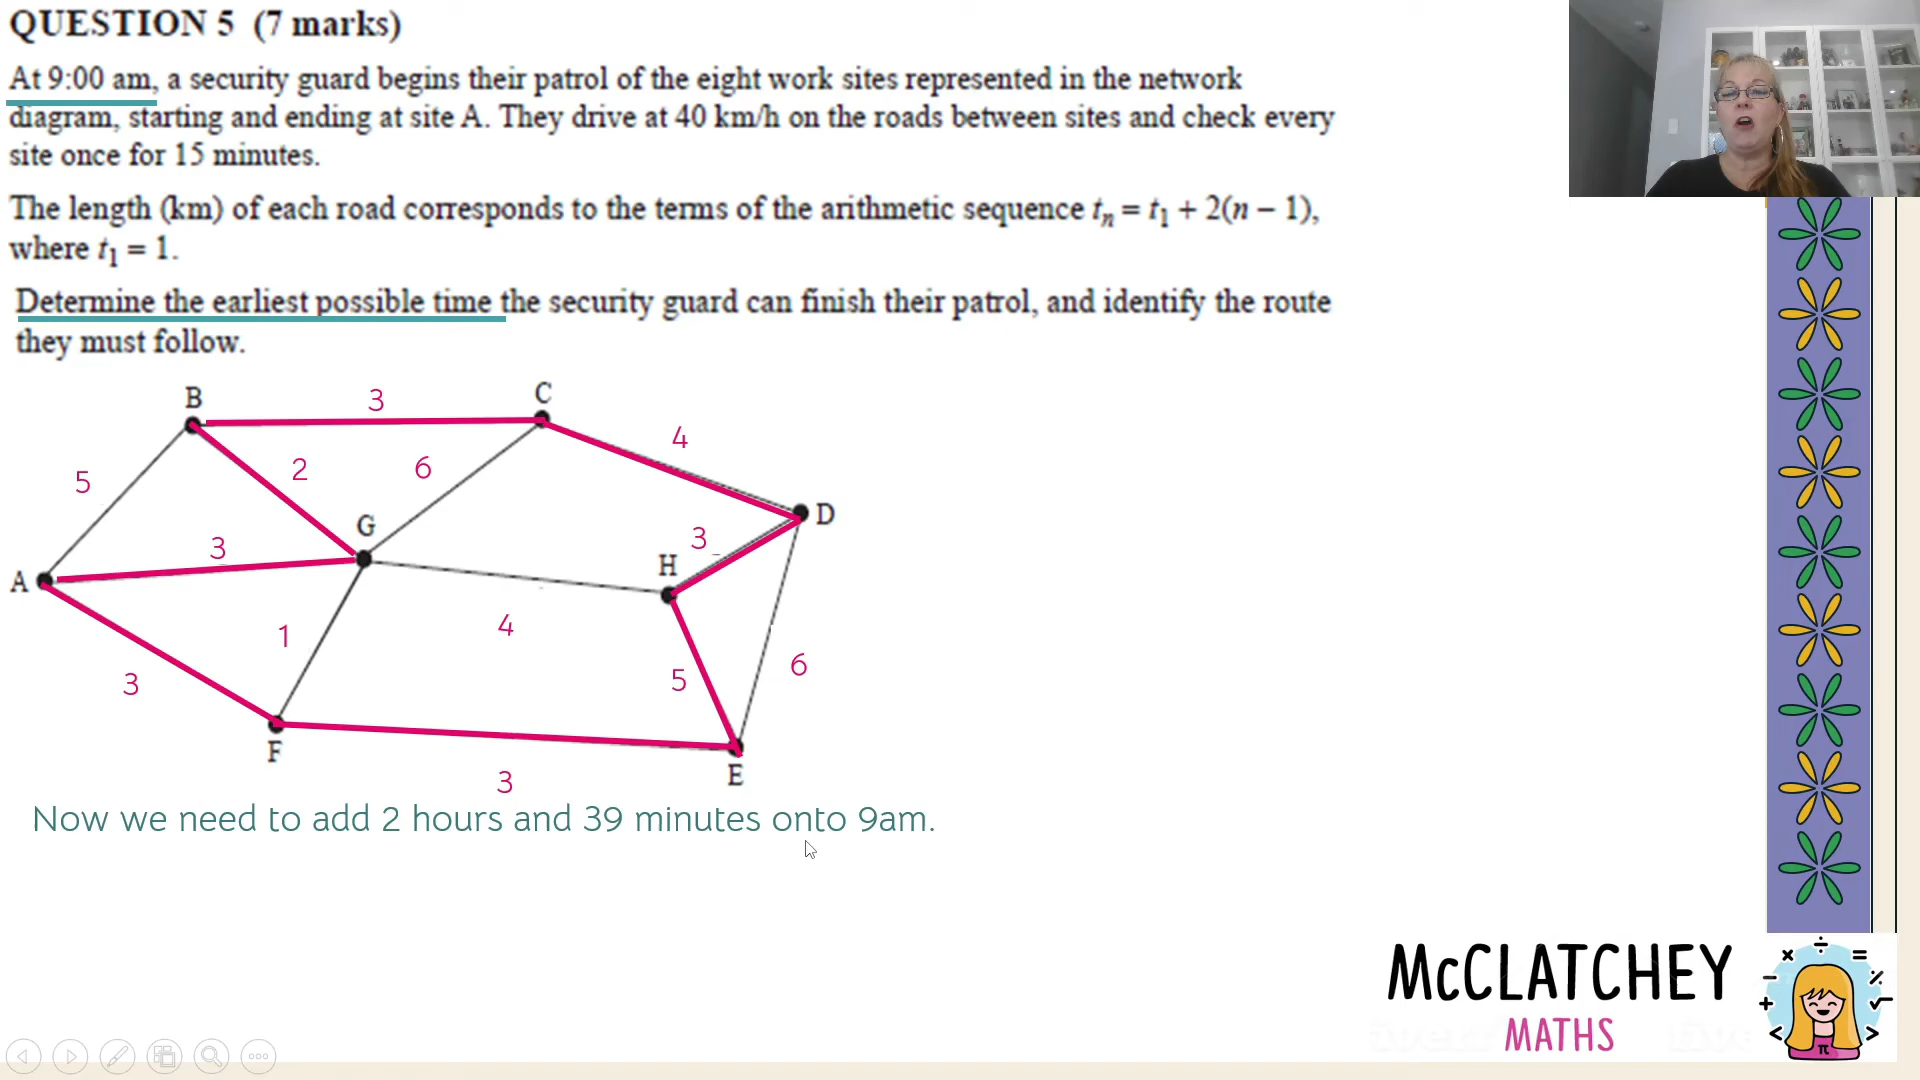 QUESTION 5 (7 marks)
At 9:00 am, a security guard begins their patrol of the eight work sites represented in the network
diagram, starting and ending at site A. They drive at 40 km/h on the roads between sites and check every
site once for 15 minutes.
The length (km) of each road corresponds to the terms of the arithmetic sequence tₙ = t₁ + 2(n – 1),
where t₁ = 1.
Determine the earliest possible time the security guard can finish their patrol, and identify the route
they must follow.
B 3 C
4
5 2 6
G D
3 3
A H
1 4
3 5 6
F E
3
Now we need to add 2 hours and 39 minutes onto 9am.
McCLATCHEY
MATHS
× ÷ =
− %
+ √
< >
π